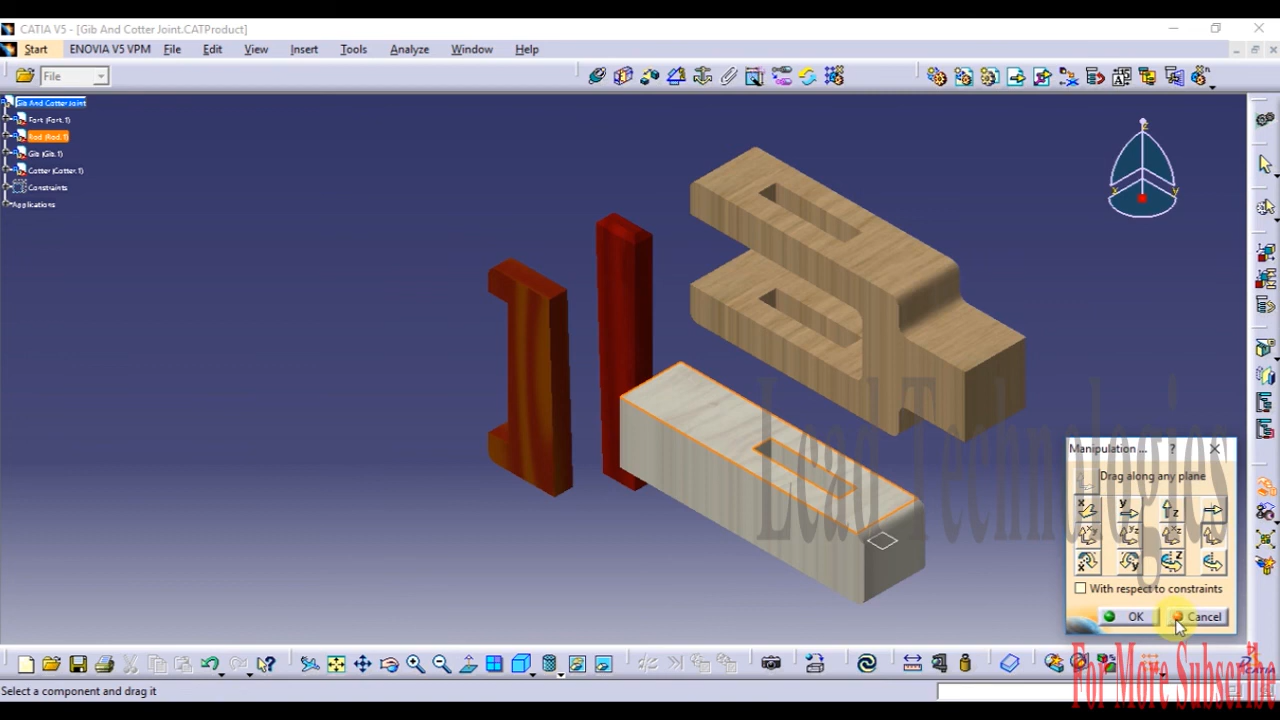 CATIA V5 - [Gib And Cotter Joint.CATProduct]
Start ENOVIA V5 VPM File Edit View Insert Tools Analyze Window Help
File
Gib And Cotter Joint
Fort (Fort.1)
Rod (Rod.1)
Gib (Gib.1)
Cotter (Cotter.1)
Constraints
Applications
Lead Technologies
Manipulation ... ?
Drag along any plane
With respect to constraints
OK Cancel
Select a component and drag it
For More Subscribe